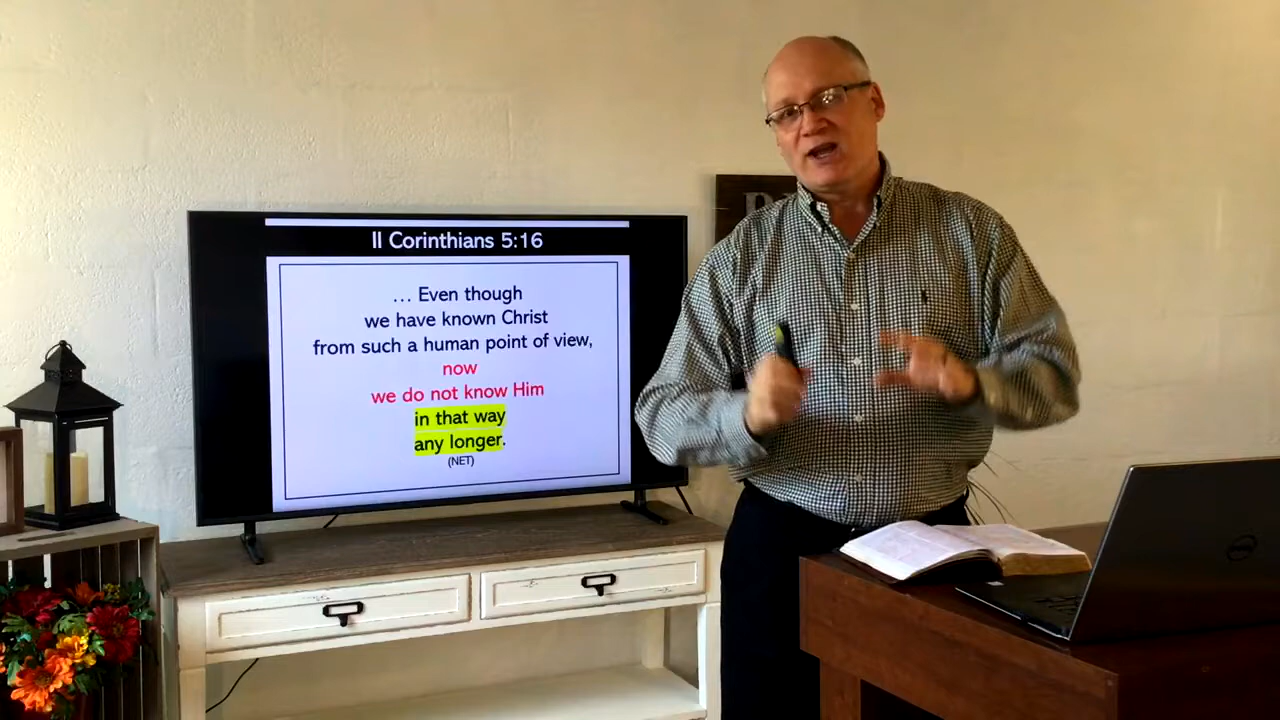 II Corinthians 5:16
… Even though
we have known Christ
from such a human point of view,
now
we do not know Him
in that way
any longer.
(NET)
DELL